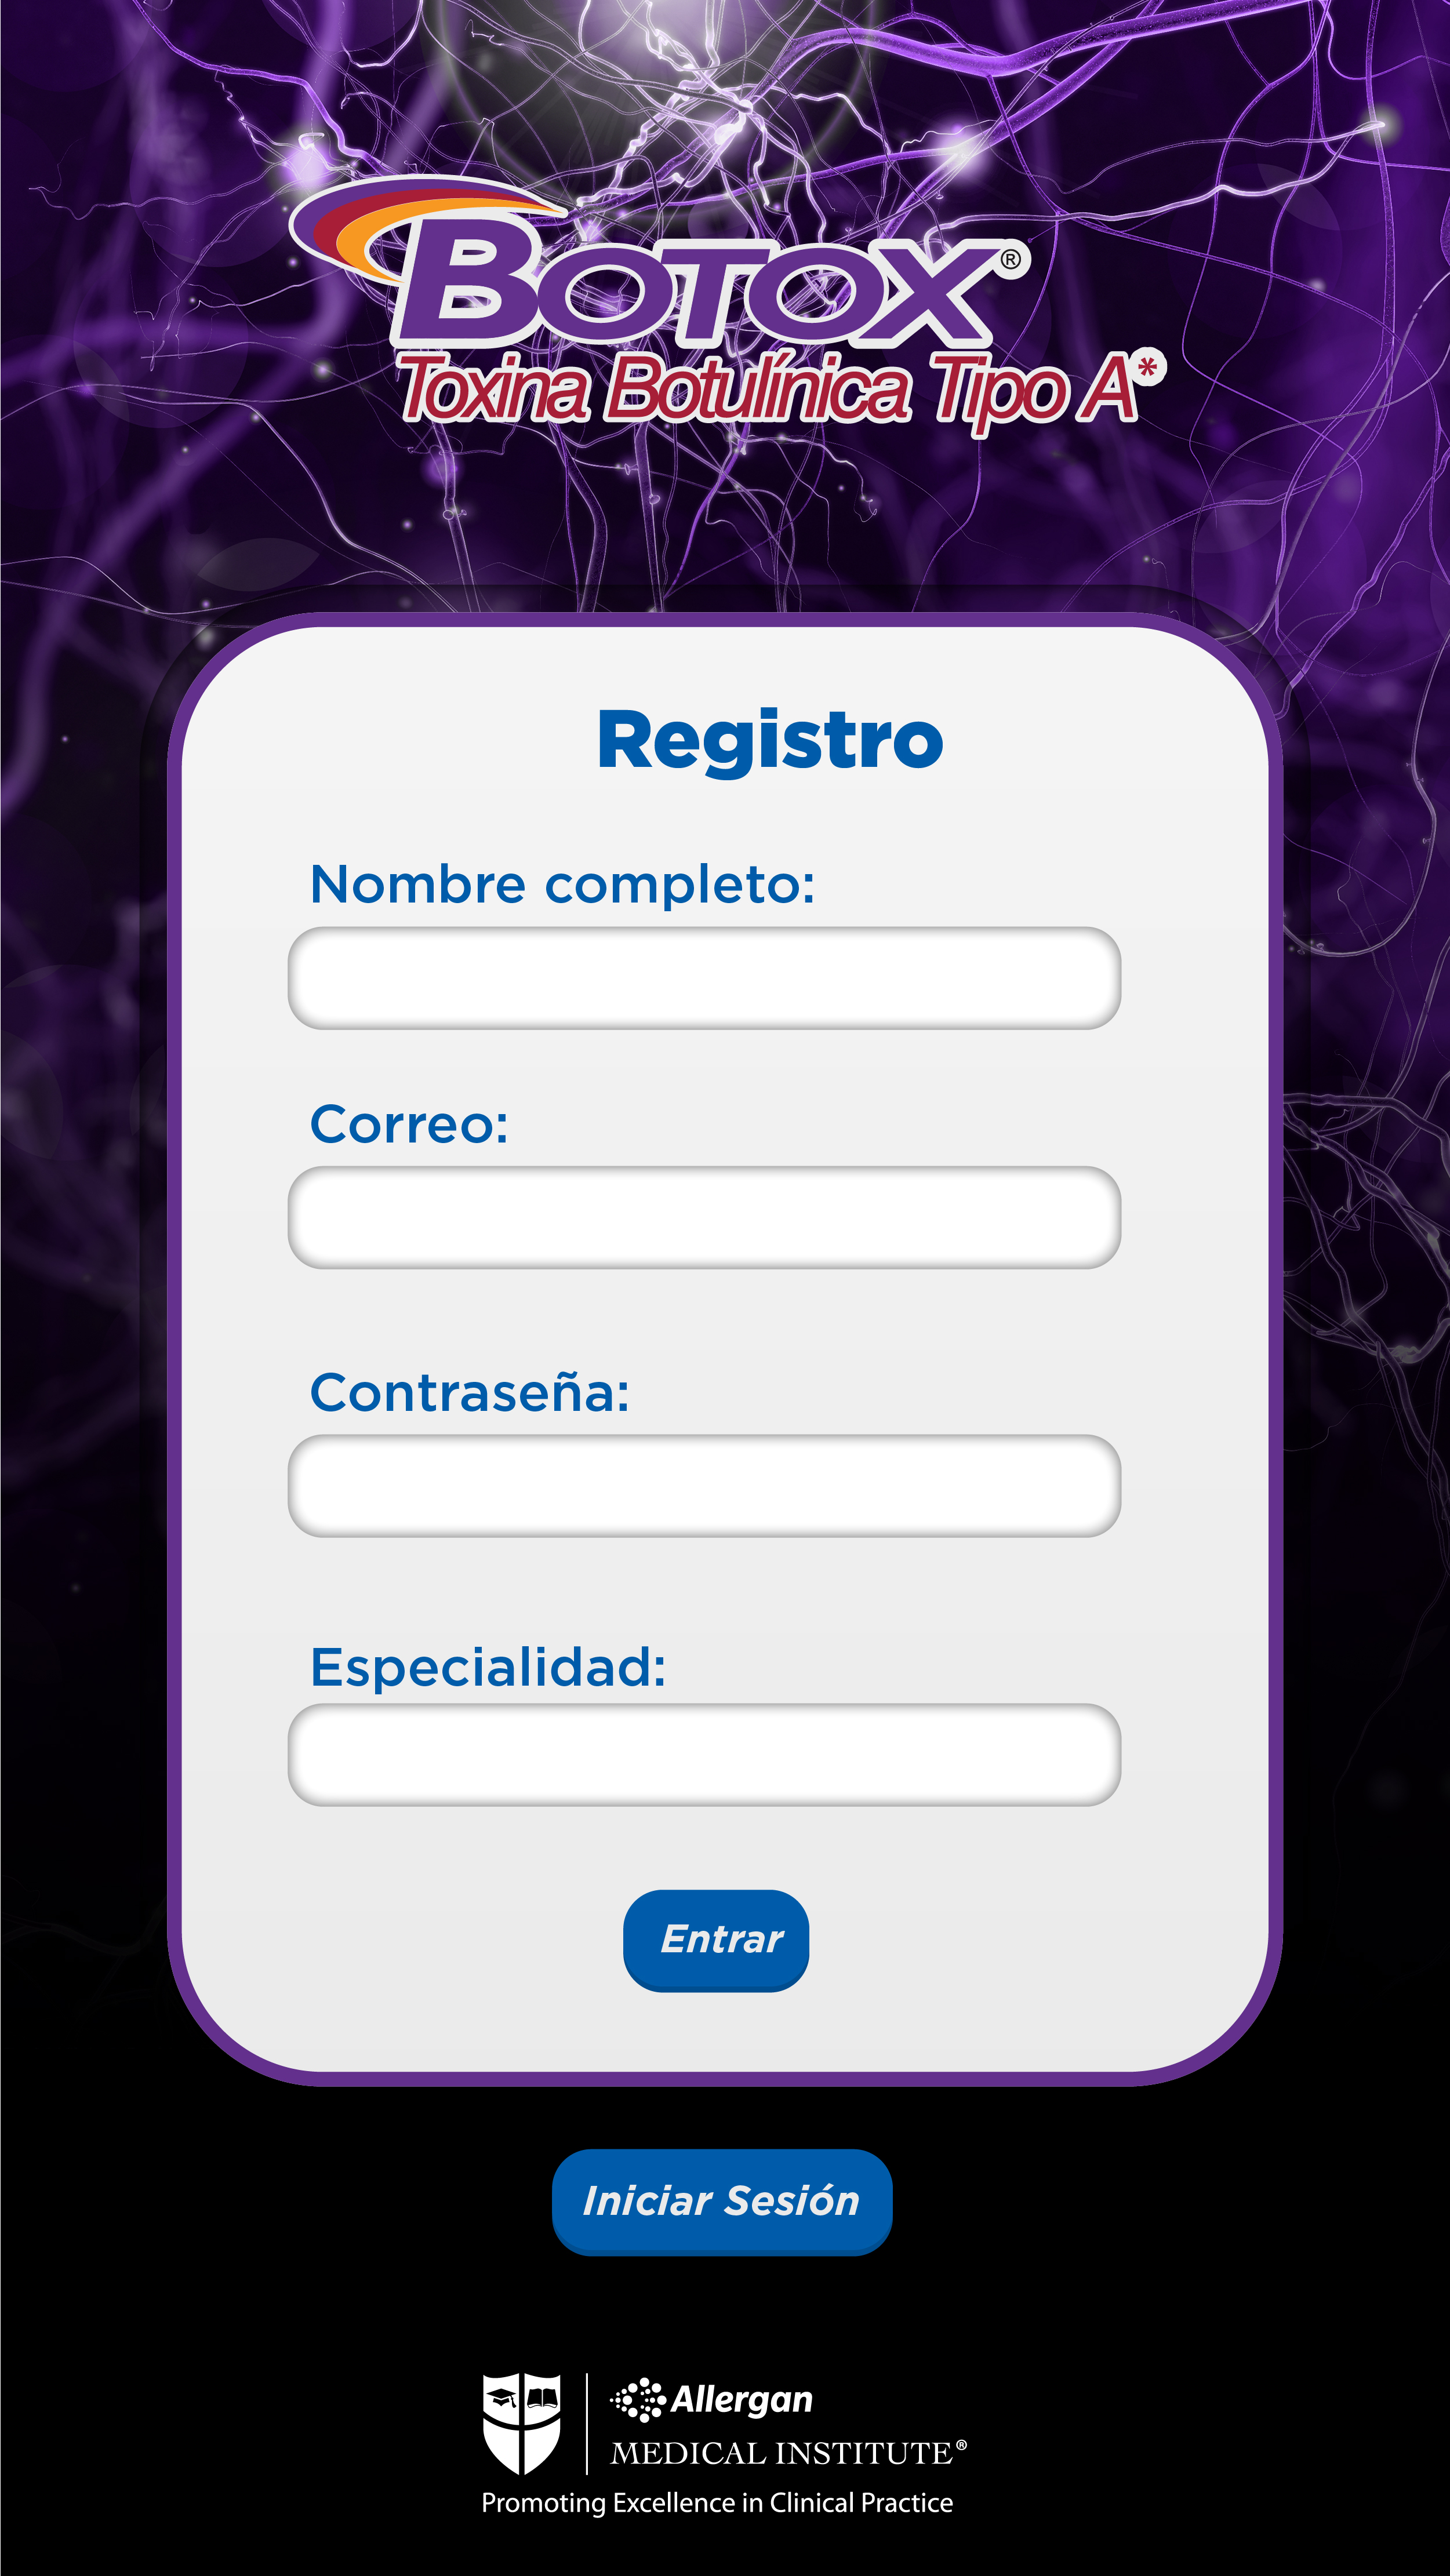 BOTOX®
Toxina Botulínica Tipo A*
Registro
Nombre completo:
Correo:
Contraseña:
Especialidad:
Entrar
Iniciar Sesión
Allergan
MEDICAL INSTITUTE®
Promoting Excellence in Clinical Practice